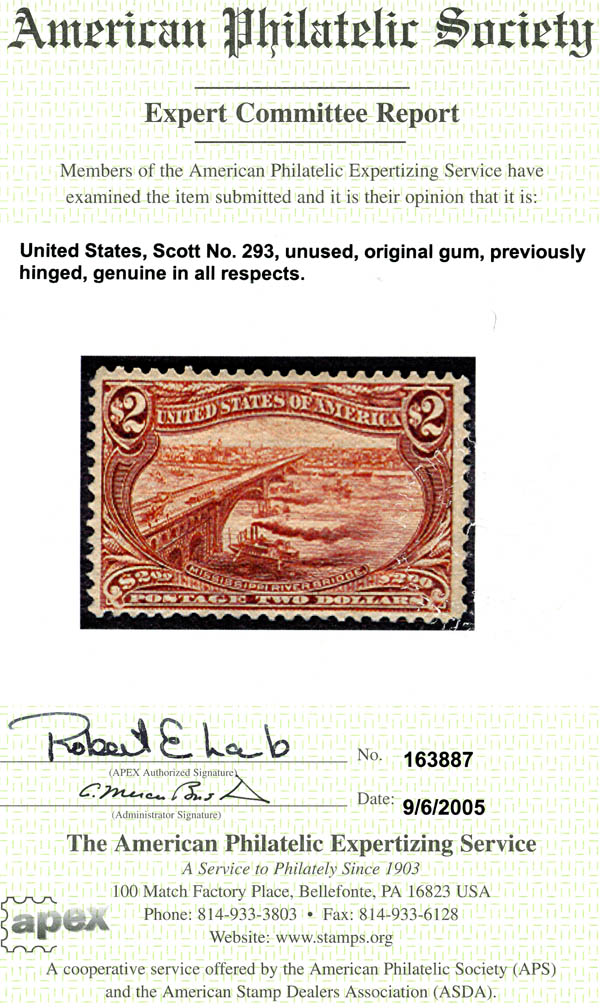 American Philatelic Society
Expert Committee Report
Members of the American Philatelic Expertizing Service have
examined the item submitted and it is their opinion that it is:
United States, Scott No. 293, unused, original gum, previously
hinged, genuine in all respects.
$2 UNITED STATES OF AMERICA $2
MISSISSIPPI RIVER BRIDGE.
$2.00 $2.00
POSTAGE TWO DOLLARS
Robert E Lamb
(APEX Authorized Signature)
No. 163887
(Administrator Signature)
Date: 9/6/2005
The American Philatelic Expertizing Service
A Service to Philately Since 1903
100 Match Factory Place, Bellefonte, PA 16823 USA
Phone: 814-933-3803 • Fax: 814-933-6128
Website: www.stamps.org
apex
A cooperative service offered by the American Philatelic Society (APS)
and the American Stamp Dealers Association (ASDA).